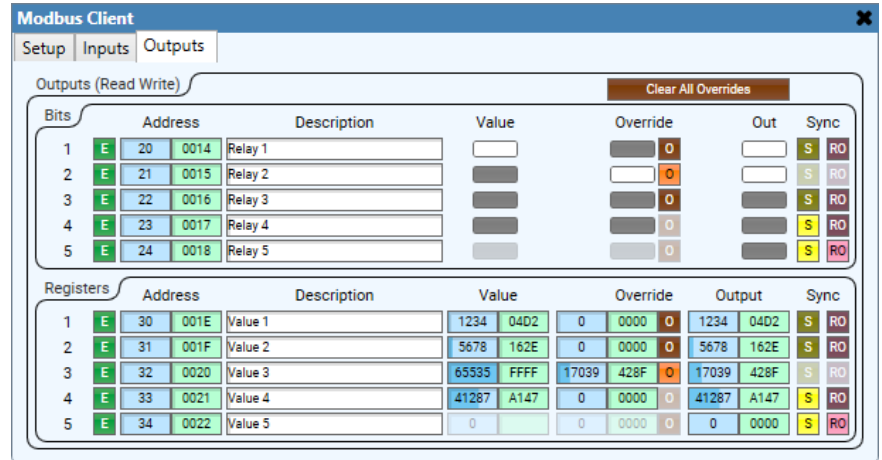 Modbus Client
Setup Inputs Outputs
Outputs (Read Write) Clear All Overrides
Bits Address Description Value Override Out Sync
1 E 20 0014 Relay 1 O S RO
2 E 21 0015 Relay 2 O S RO
3 E 22 0016 Relay 3 O S RO
4 E 23 0017 Relay 4 O S RO
5 E 24 0018 Relay 5 O S RO
Registers Address Description Value Override Output Sync
1 E 30 001E Value 1 1234 04D2 0 0000 O 1234 04D2 S RO
2 E 31 001F Value 2 5678 162E 0 0000 O 5678 162E S RO
3 E 32 0020 Value 3 65535 FFFF 17039 428F O 17039 428F S RO
4 E 33 0021 Value 4 41287 A147 0 0000 O 41287 A147 S RO
5 E 34 0022 Value 5 0 0 0000 O 0 0000 S RO